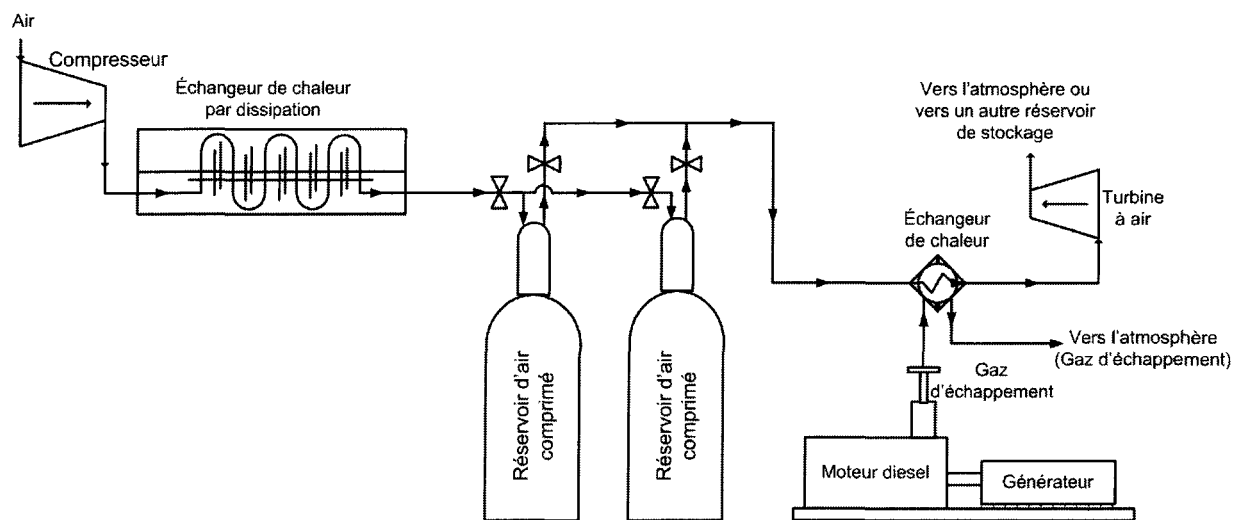 Air
Compresseur
Échangeur de chaleur
par dissipation
Vers l'atmosphère ou
vers un autre réservoir
de stockage
Turbine
à air
Échangeur
de chaleur
Vers l'atmosphère
(Gaz d'échappement)
Gaz
d'échappement
Réservoir d'air
comprimé
Réservoir d'air
comprimé
Moteur diesel
Générateur